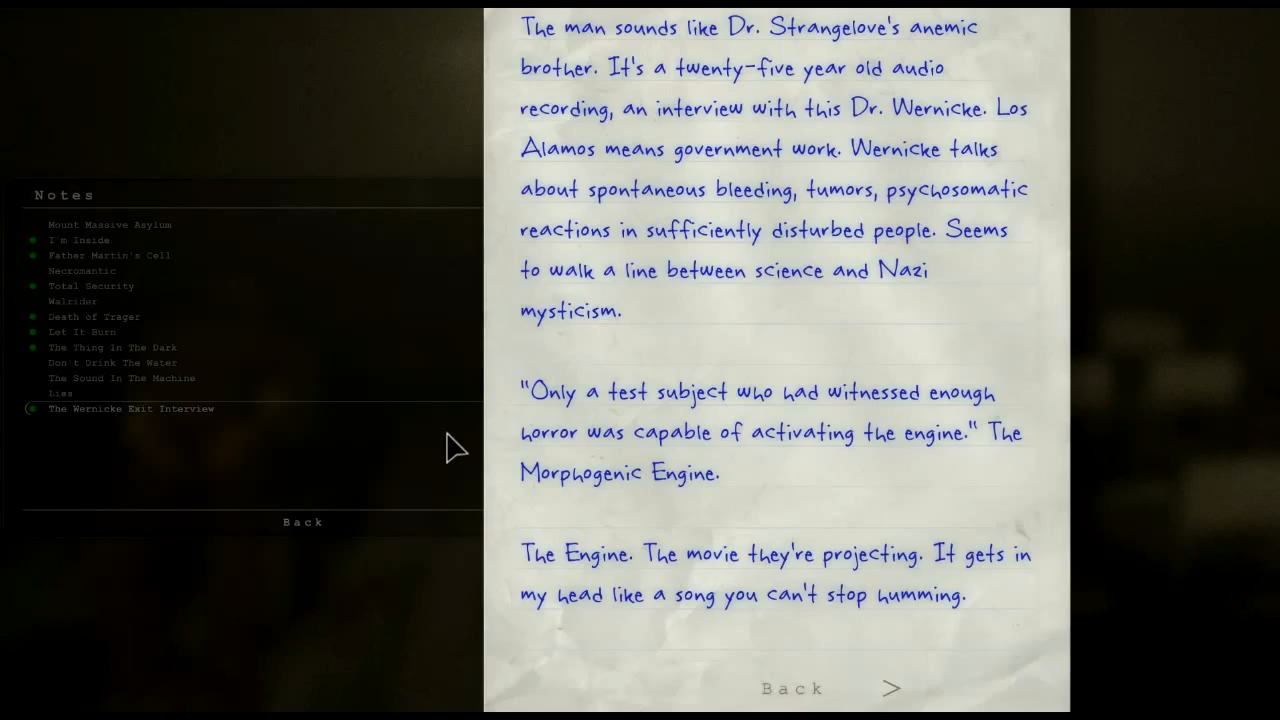 Notes
Mount Massive Asylum
I'm Inside
Father Martin's Cell
Necromantic
Total Security
Walrider
Death of Trager
Let It Burn
The Thing In The Dark
Don't Drink The Water
The Sound In The Machine
Lies
The Wernicke Exit Interview
Back
The man sounds like Dr. Strangelove's anemic
brother. It's a twenty-five year old audio
recording, an interview with this Dr. Wernicke. Los
Alamos means government work. Wernicke talks
about spontaneous bleeding, tumors, psychosomatic
reactions in sufficiently disturbed people. Seems
to walk a line between science and Nazi
mysticism.
"Only a test subject who had witnessed enough
horror was capable of activating the engine." The
Morphogenic Engine.
The Engine. The movie they're projecting. It gets in
my head like a song you can't stop humming.
Back >